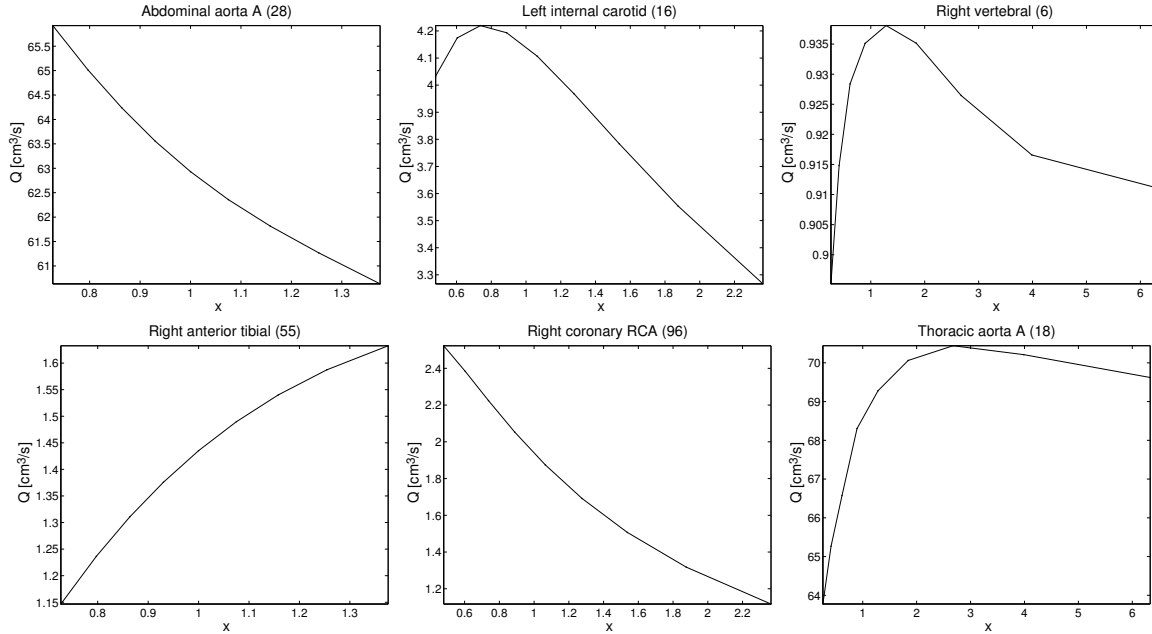 Abdominal aorta A (28)
Q [cm³/s]
65.5
65
64.5
64
63.5
63
62.5
62
61.5
61
0.8 0.9 1 1.1 1.2 1.3
x
Left internal carotid (16)
Q [cm³/s]
4.2
4.1
4
3.9
3.8
3.7
3.6
3.5
3.4
3.3
0.6 0.8 1 1.2 1.4 1.6 1.8 2 2.2
x
Right vertebral (6)
Q [cm³/s]
0.935
0.93
0.925
0.92
0.915
0.91
0.905
0.9
1 2 3 4 5 6
x
Right anterior tibial (55)
Q [cm³/s]
1.6
1.55
1.5
1.45
1.4
1.35
1.3
1.25
1.2
1.15
0.8 0.9 1 1.1 1.2 1.3
x
Right coronary RCA (96)
Q [cm³/s]
2.4
2.2
2
1.8
1.6
1.4
1.2
0.6 0.8 1 1.2 1.4 1.6 1.8 2 2.2
x
Thoracic aorta A (18)
Q [cm³/s]
70
69
68
67
66
65
64
1 2 3 4 5 6
x